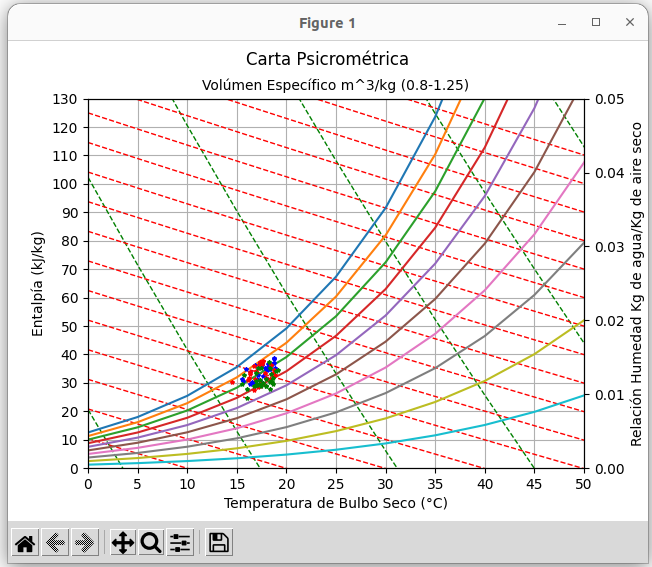 Figure 1
Carta Psicrométrica
Volúmen Específico m^3/kg (0.8-1.25)
130
120
110
100
90
80
70
60
50
40
30
20
10
0
Entalpía (kJ/kg)
0.05
0.04
0.03
0.02
0.01
0.00
Relación Humedad Kg de agua/Kg de aire seco
0 5 10 15 20 25 30 35 40 45 50
Temperatura de Bulbo Seco (°C)